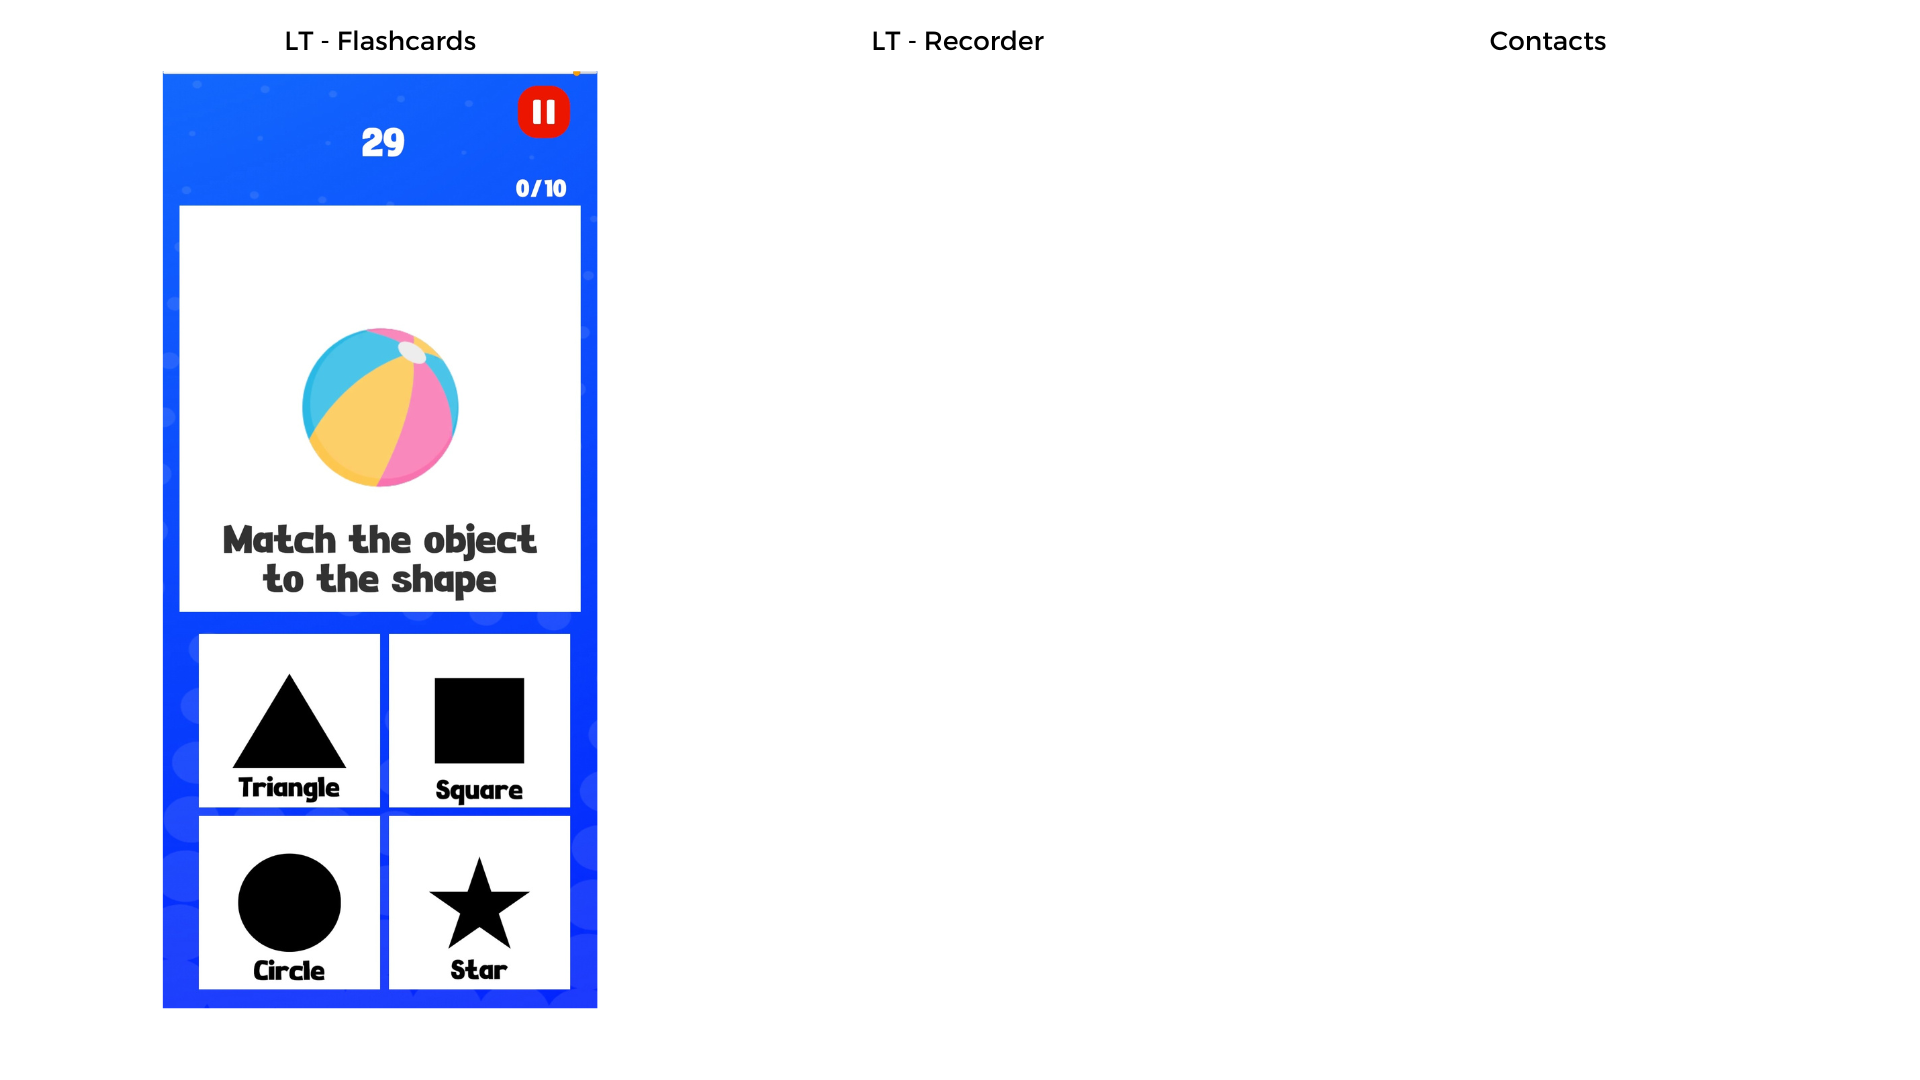 LT - Flashcards
LT - Recorder
Contacts
29
0/10
Match the object
to the shape
Triangle
Square
Circle
Star